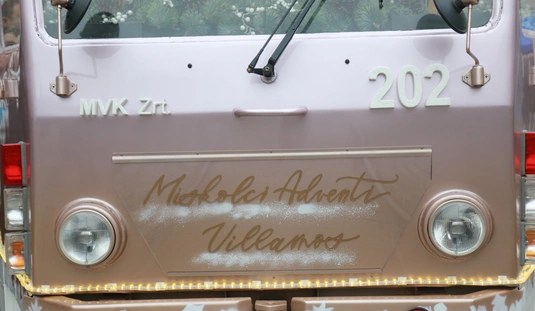 MVK Zrt.
202
Miskolci Adventi
Villamos